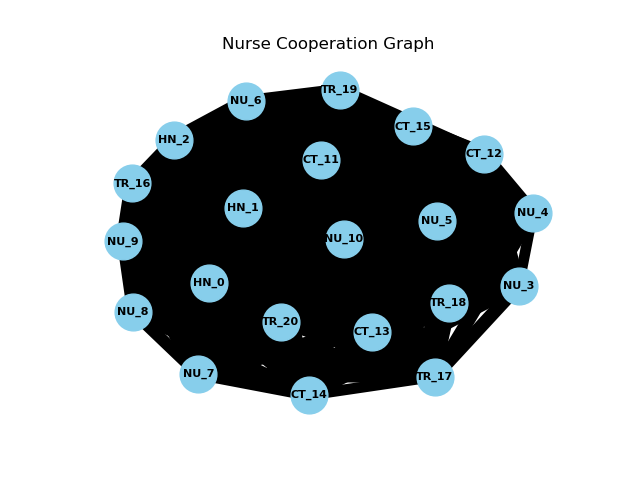 Nurse Cooperation Graph
TR_19
NU_6
CT_15
HN_2
CT_12
CT_11
TR_16
HN_1
NU_4
NU_5
NU_10
NU_9
HN_0
NU_3
TR_18
NU_8
TR_20
CT_13
NU_7
TR_17
CT_14